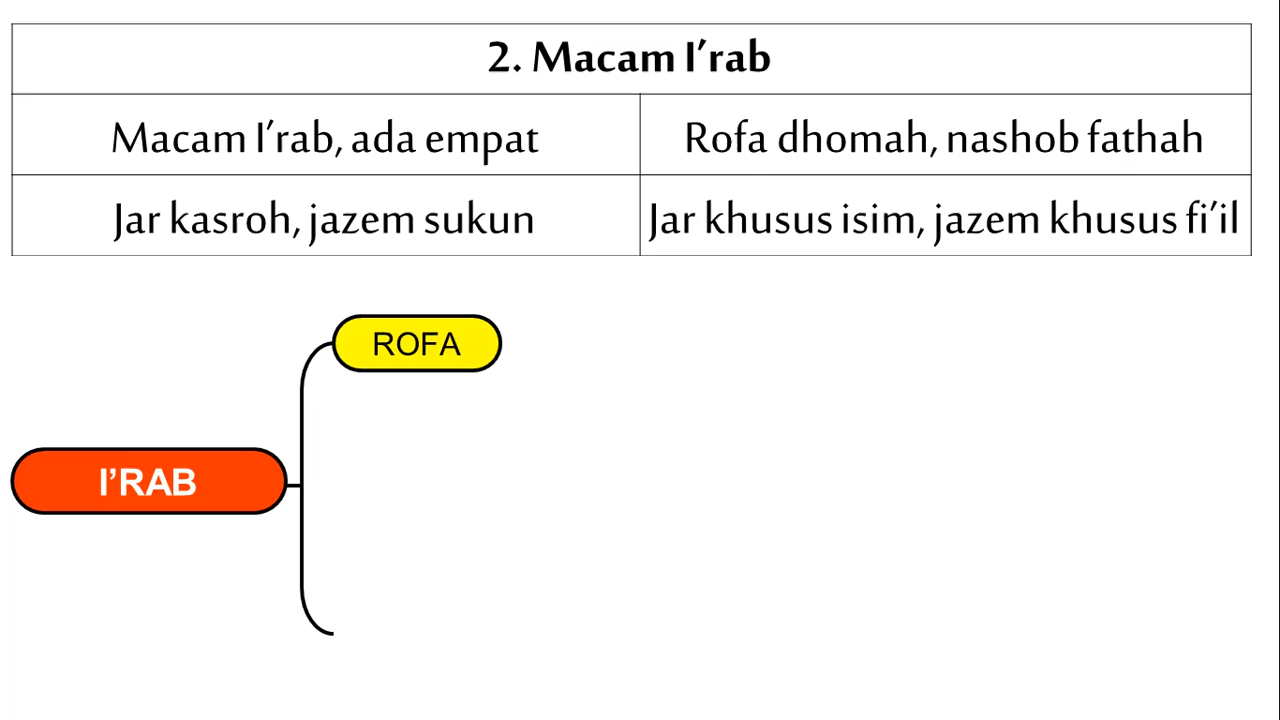 2. Macam I’rab
Macam I’rab, ada empat
Rofa dhomah, nashob fathah
Jar kasroh, jazem sukun
Jar khusus isim, jazem khusus fi’il
ROFA
I’RAB